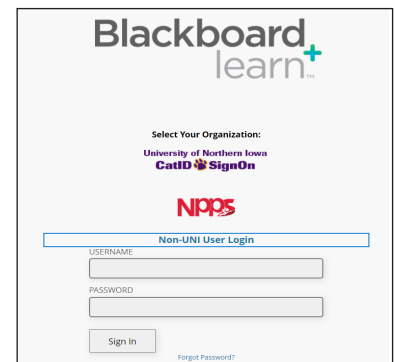 Blackboard
learn+™
Select Your Organization:
University of Northern Iowa
CatID SignOn
NPPS
Non-UNI User Login
USERNAME
PASSWORD
Sign In
Forgot Password?